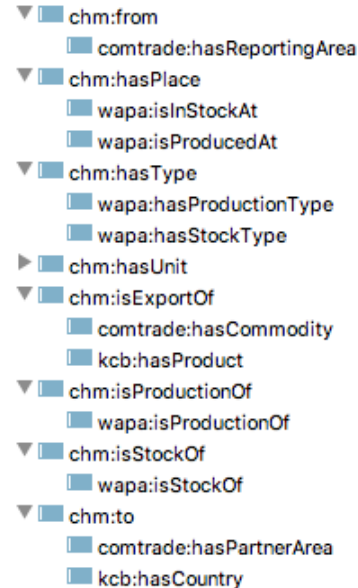 chm:from
comtrade:hasReportingArea
chm:hasPlace
wapa:isInStockAt
wapa:isProducedAt
chm:hasType
wapa:hasProductionType
wapa:hasStockType
chm:hasUnit
chm:isExportOf
comtrade:hasCommodity
kcb:hasProduct
chm:isProductionOf
wapa:isProductionOf
chm:isStockOf
wapa:isStockOf
chm:to
comtrade:hasPartnerArea
kcb:hasCountry